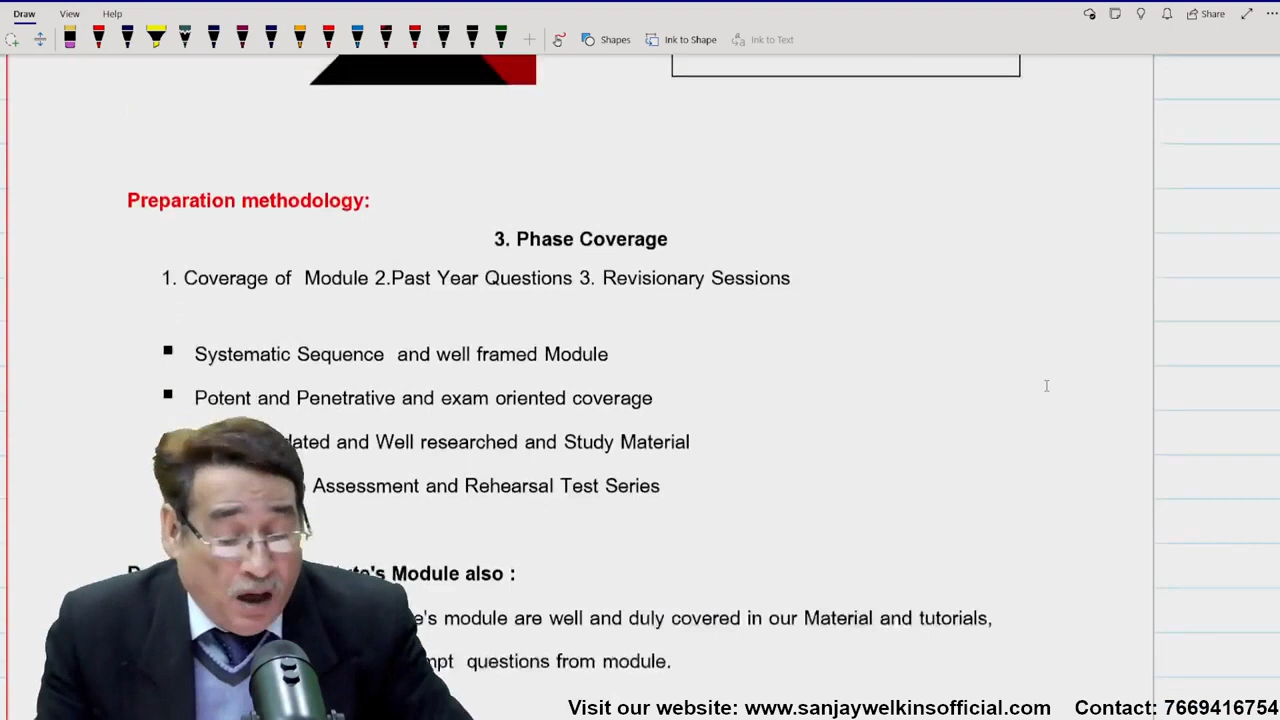 Draw View Help
Share
Shapes Ink to Shape Ink to Text
Preparation methodology:
3. Phase Coverage
1. Coverage of Module 2.Past Year Questions 3. Revisionary Sessions
Systematic Sequence and well framed Module
Potent and Penetrative and exam oriented coverage
and Well researched and Study Material
Assessment and Rehearsal Test Series
Module also :
module are well and duly covered in our Material and tutorials,
questions from module.
Visit our website: www.sanjaywelkinsofficial.com Contact: 7669416754